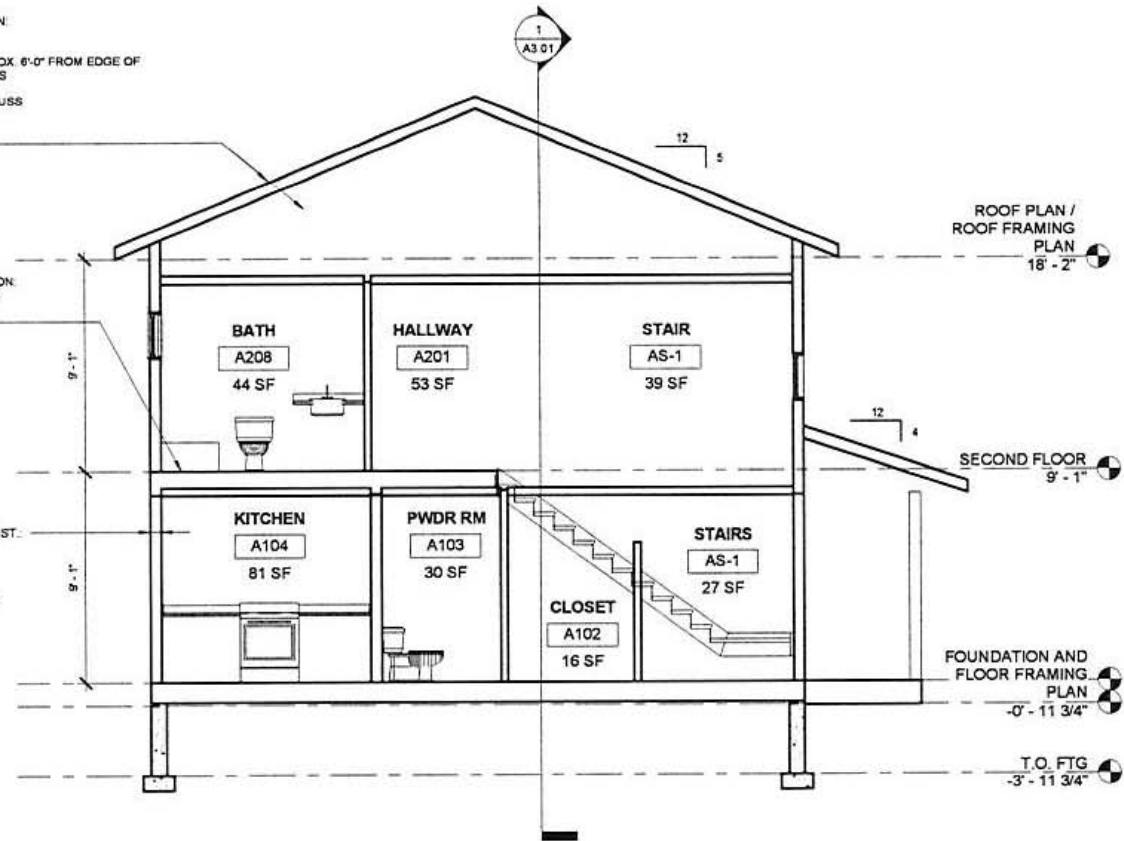 N:
OX. 6'-0" FROM EDGE OF
S
USS
1
A3.01
12
5
ROOF PLAN /
ROOF FRAMING
PLAN
18' - 2"
ON:
9' - 1"
BATH
A208
44 SF
HALLWAY
A201
53 SF
STAIR
AS-1
39 SF
12
4
SECOND FLOOR
9' - 1"
ST.:
9' - 1"
KITCHEN
A104
81 SF
PWDR RM
A103
30 SF
STAIRS
AS-1
27 SF
CLOSET
A102
16 SF
FOUNDATION AND
FLOOR FRAMING
PLAN
-0' - 11 3/4"
T.O. FTG
-3' - 11 3/4"